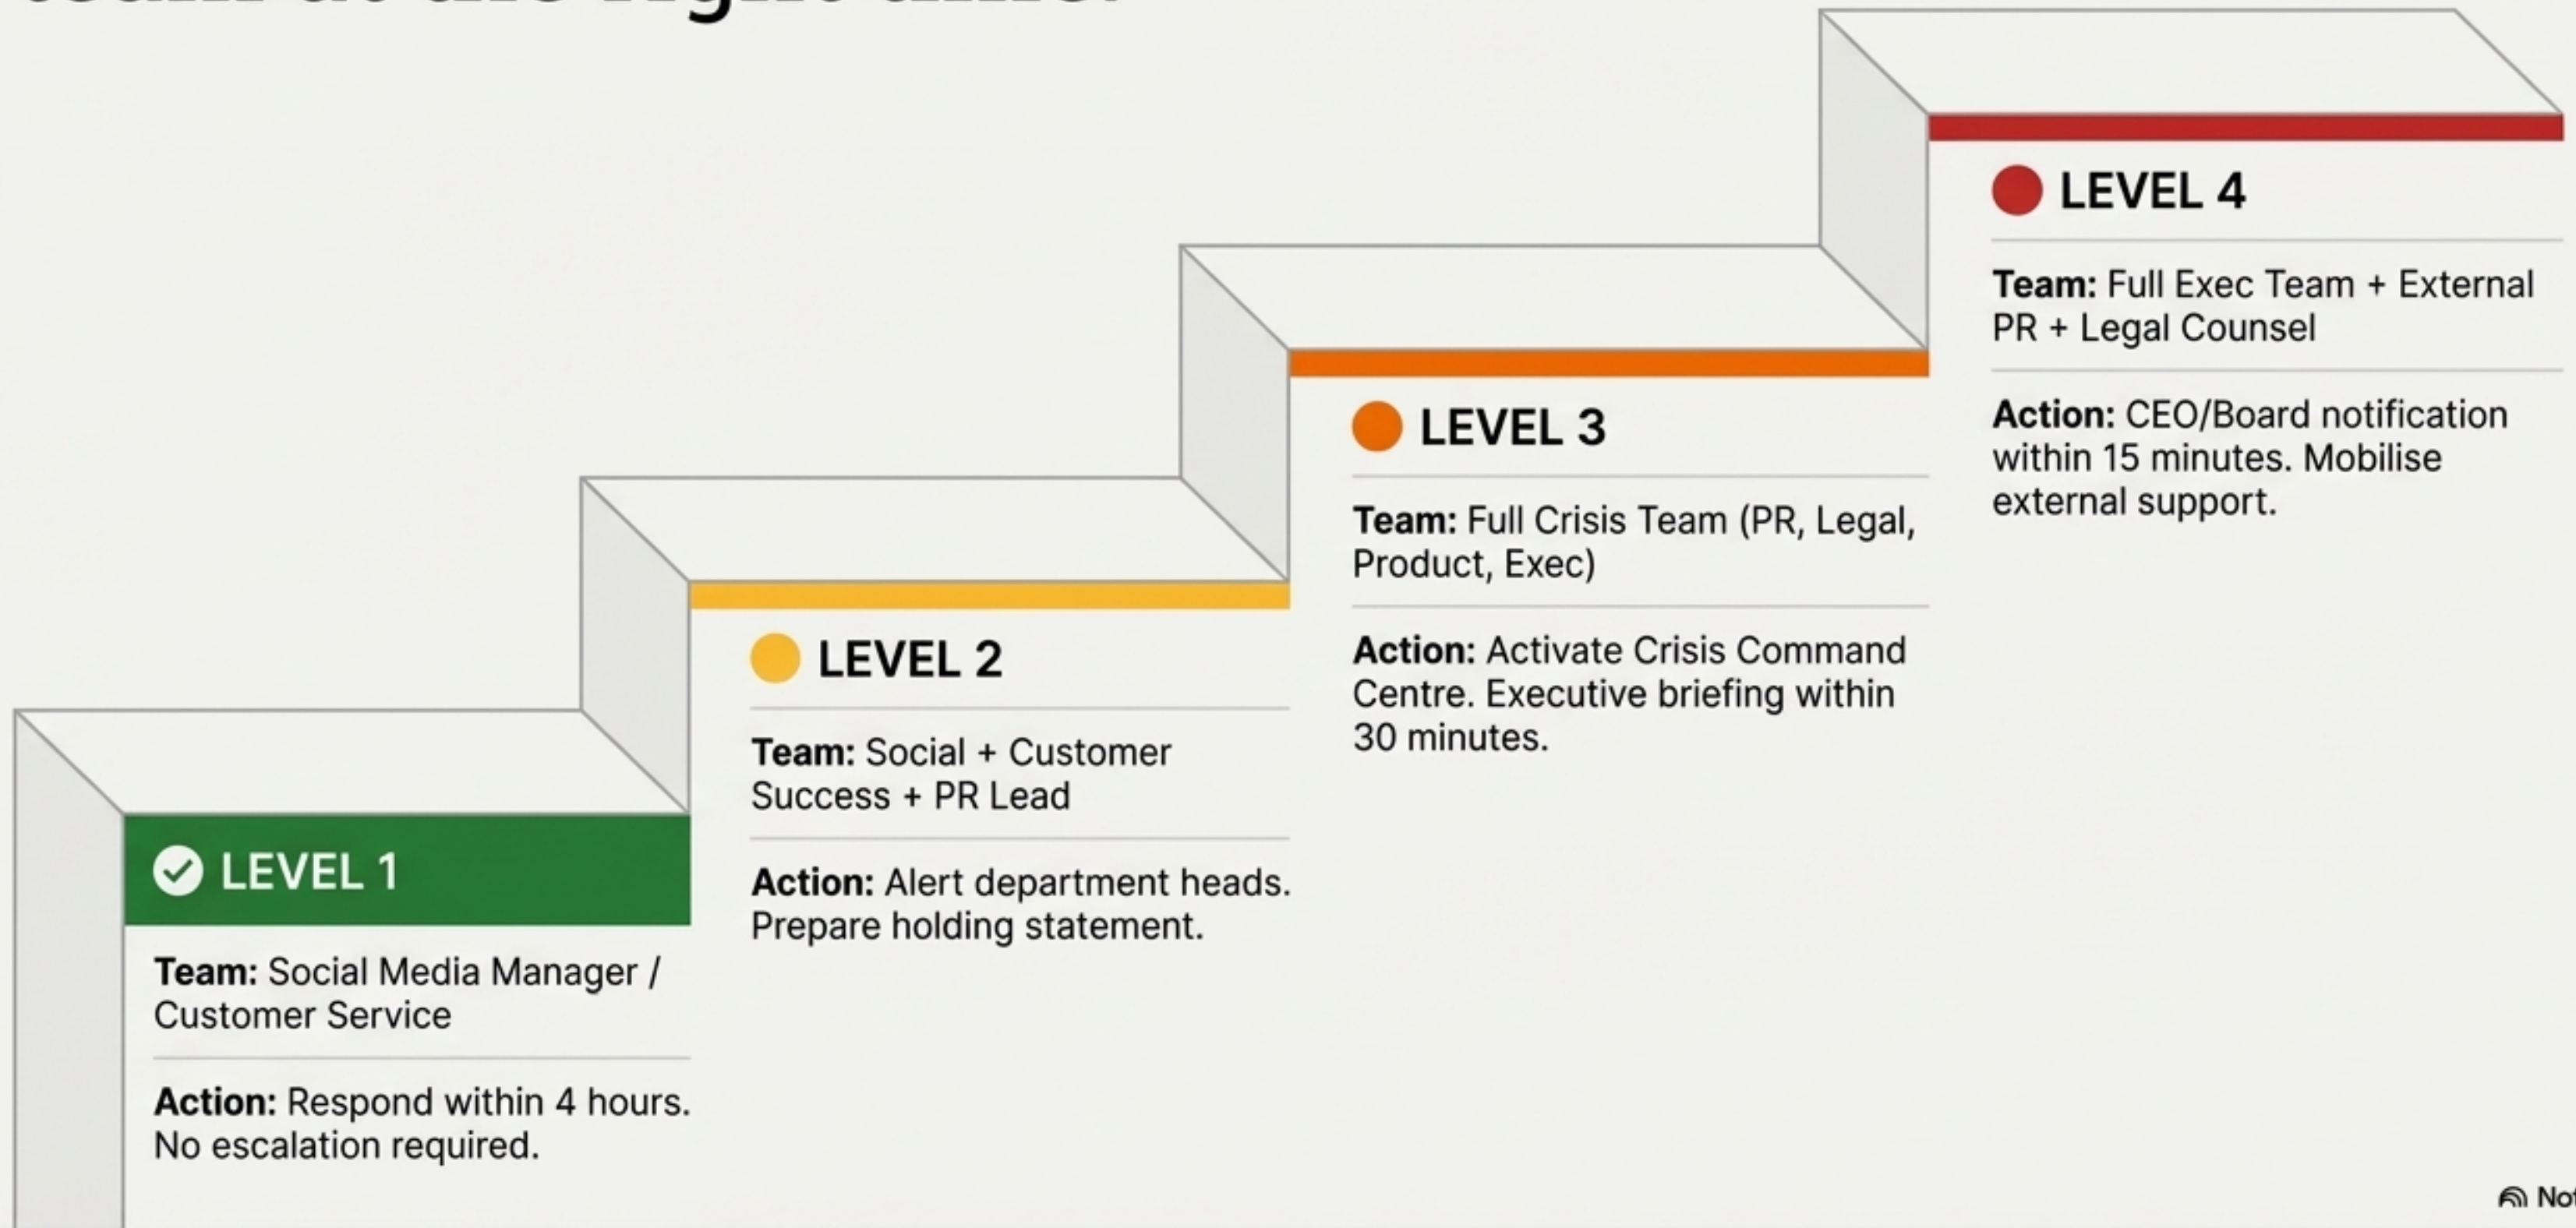 LEVEL 4
Team: Full Exec Team + External
PR + Legal Counsel
Action: CEO/Board notification
within 15 minutes. Mobilise
external support.
LEVEL 3
Team: Full Crisis Team (PR, Legal,
Product, Exec)
Action: Activate Crisis Command
Centre. Executive briefing within
30 minutes.
LEVEL 2
Team: Social + Customer
Success + PR Lead
Action: Alert department heads.
Prepare holding statement.
LEVEL 1
Team: Social Media Manager /
Customer Service
Action: Respond within 4 hours.
No escalation required.